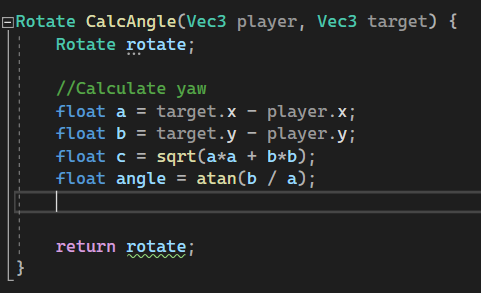 Rotate CalcAngle(Vec3 player, Vec3 target) {
Rotate rotate;
//Calculate yaw
float a = target.x - player.x;
float b = target.y - player.y;
float c = sqrt(a*a + b*b);
float angle = atan(b / a);
return rotate;
}